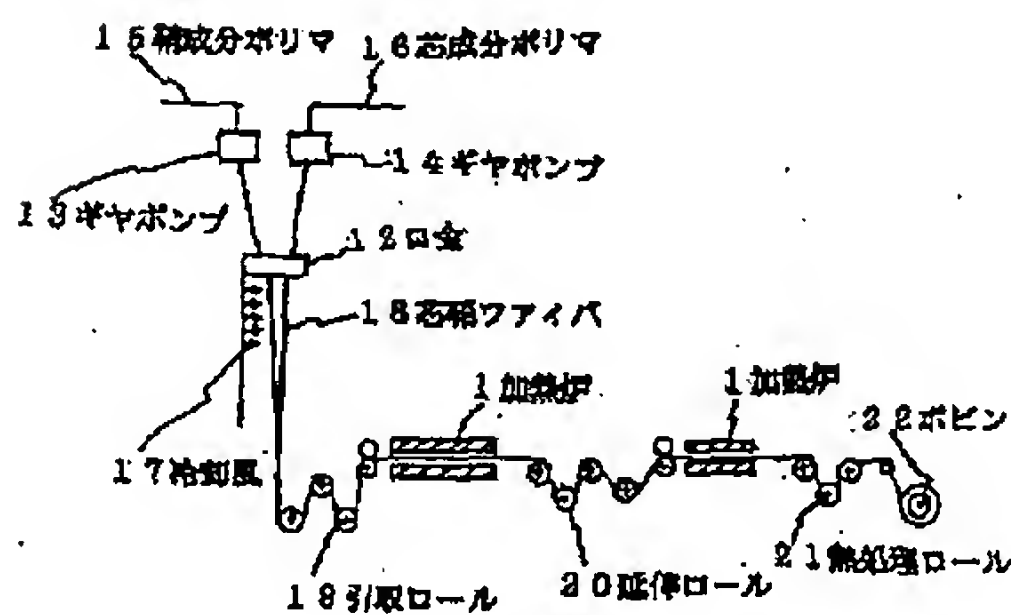 15鞘成分ポリマ
16芯成分ポリマ
14ギヤポンプ
13ギヤポンプ
12口金
18芯鞘ファイバ
1加熱炉
1加熱炉
22ボビン
17冷却風
21熱処理ロール
20延伸ロール
19引取ロール